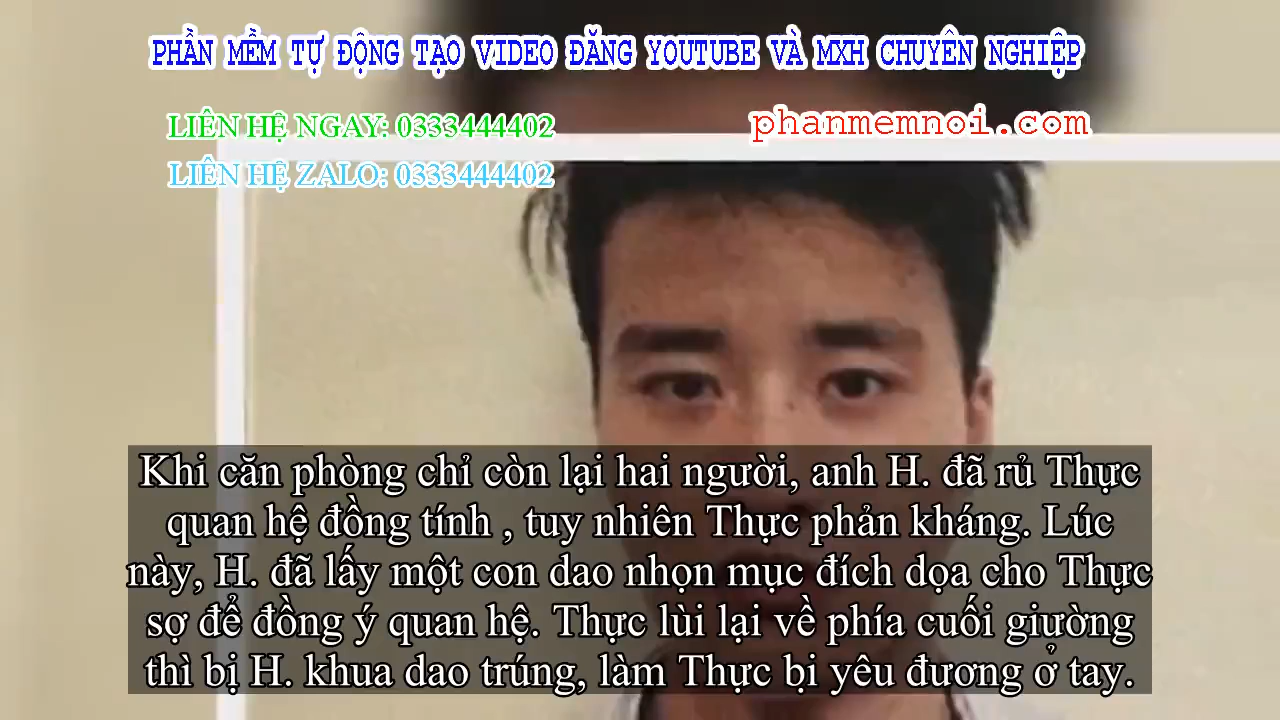 PHẦN MỀM TỰ ĐỘNG TẠO VIDEO ĐĂNG YOUTUBE VÀ MXH CHUYÊN NGHIỆP
LIÊN HỆ NGAY: 0333444402
phanmemnoi.com
LIÊN HỆ ZALO: 0333444402
Khi căn phòng chỉ còn lại hai người, anh H. đã rủ Thực
quan hệ đồng tính , tuy nhiên Thực phản kháng. Lúc
này, H. đã lấy một con dao nhọn mục đích dọa cho Thực
sợ để đồng ý quan hệ. Thực lùi lại về phía cuối giường
thì bị H. khua dao trúng, làm Thực bị yêu đương ở tay.